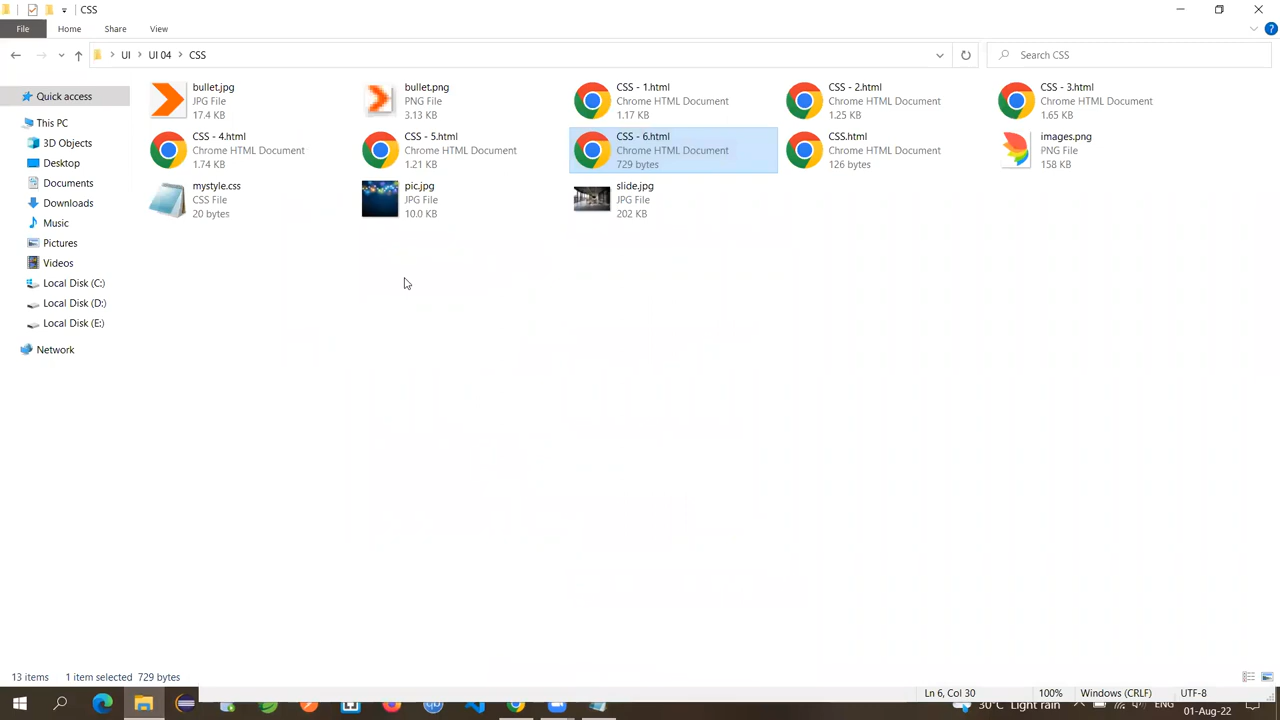 CSS
File Home Share View
UI UI 04 CSS Search CSS
Quick access
This PC
3D Objects
Desktop
Documents
Downloads
Music
Pictures
Videos
Local Disk (C:)
Local Disk (D:)
Local Disk (E:)
Network
bullet.jpg
JPG File
17.4 KB
bullet.png
PNG File
3.13 KB
CSS - 1.html
Chrome HTML Document
1.17 KB
CSS - 2.html
Chrome HTML Document
1.25 KB
CSS - 3.html
Chrome HTML Document
1.65 KB
CSS - 4.html
Chrome HTML Document
1.74 KB
CSS - 5.html
Chrome HTML Document
1.21 KB
CSS - 6.html
Chrome HTML Document
729 bytes
CSS.html
Chrome HTML Document
126 bytes
images.png
PNG File
158 KB
mystyle.css
CSS File
20 bytes
pic.jpg
JPG File
10.0 KB
slide.jpg
JPG File
202 KB
13 items 1 item selected 729 bytes
Ln 6, Col 30 100% Windows (CRLF) UTF-8
30°C Light rain ENG
01-Aug-22